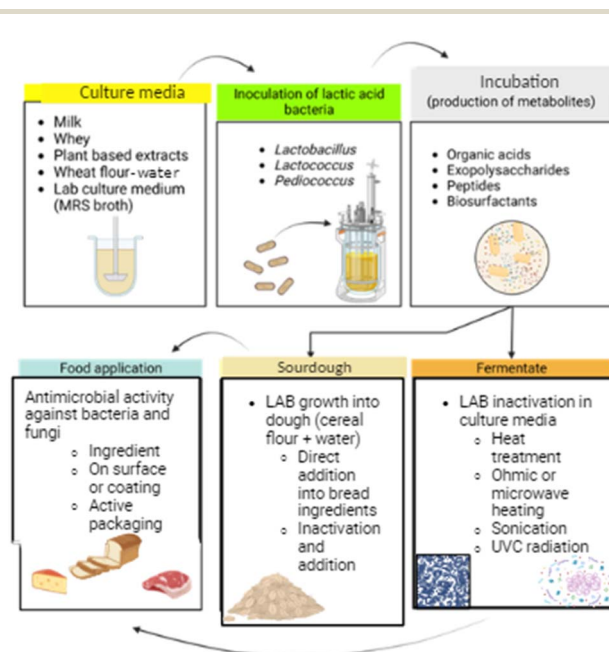 Culture media
• Milk
• Whey
• Plant based extracts
• Wheat flour-water
• Lab culture medium
(MRS broth)
Inoculation of lactic acid
bacteria
• Lactobacillus
• Lactococcus
• Pediococcus
Incubation
(production of metabolites)
• Organic acids
• Exopolysaccharides
• Peptides
• Biosurfactants
Food application
Antimicrobial activity
against bacteria and
fungi
o Ingredient
o On surface
or coating
o Active
packaging
Sourdough
• LAB growth into
dough (cereal
flour + water)
o Direct
addition
into bread
ingredients
o Inactivation
and
addition
Fermentate
• LAB inactivation in
culture media
o Heat
treatment
o Ohmic or
microwave
heating
o Sonication
o UVC radiation